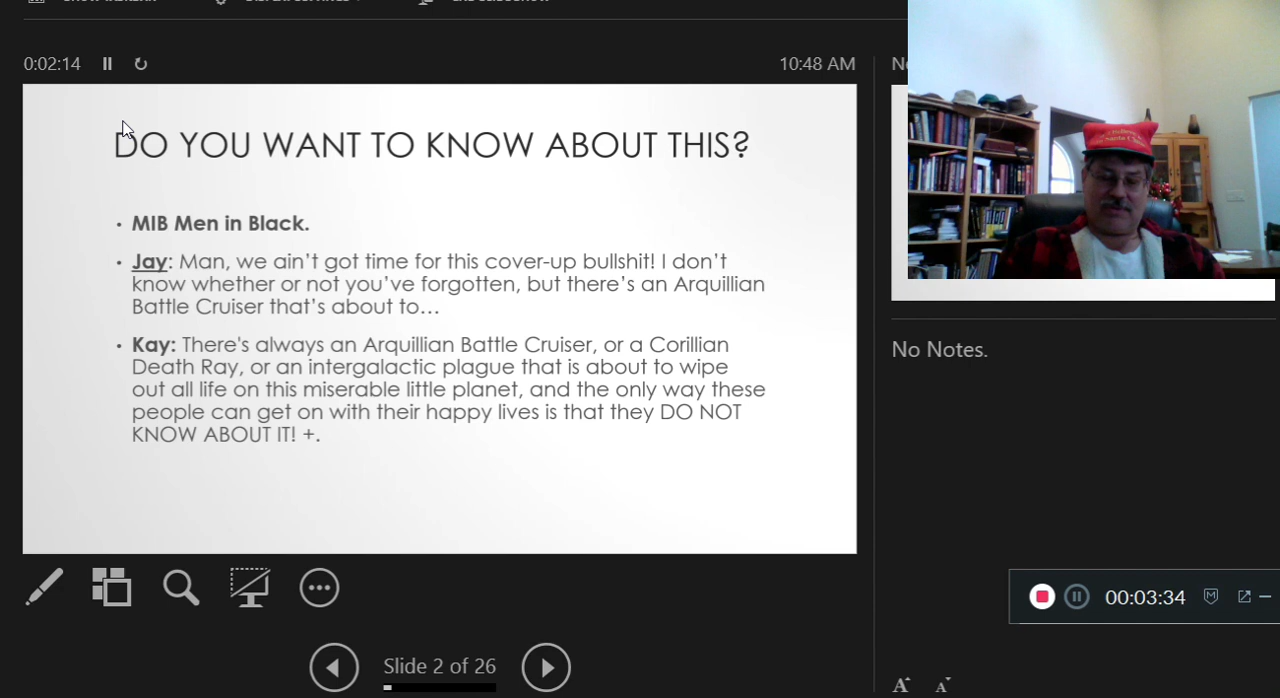 0:02:14
10:48 AM
DO YOU WANT TO KNOW ABOUT THIS?
• MIB Men in Black.
• Jay: Man, we ain’t got time for this cover-up bullshit! I don’t
know whether or not you’ve forgotten, but there’s an Arquillian
Battle Cruiser that’s about to…
• Kay: There's always an Arquillian Battle Cruiser, or a Corillian
Death Ray, or an intergalactic plague that is about to wipe
out all life on this miserable little planet, and the only way these
people can get on with their happy lives is that they DO NOT
KNOW ABOUT IT! +.
Slide 2 of 26
No Notes.
00:03:34
A A